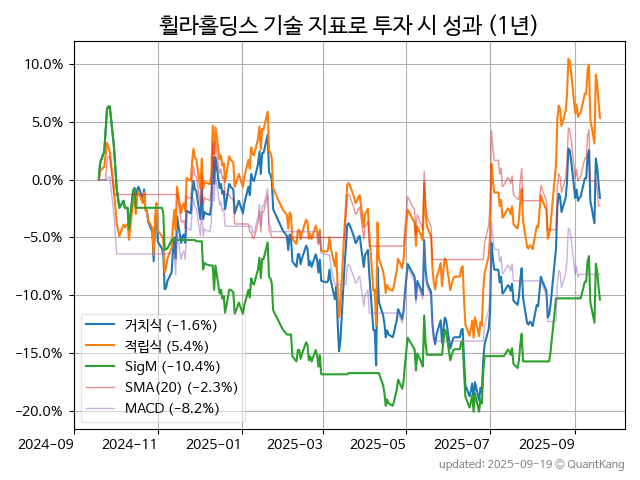 휠라홀딩스 기술 지표로 투자 시 성과 (1년)
10.0%
5.0%
0.0%
−5.0%
−10.0%
−15.0%
−20.0%
거치식 (−1.6%)
적립식 (5.4%)
SigM (−10.4%)
SMA(20) (−2.3%)
MACD (−8.2%)
2024-09
2024-11
2025-01
2025-03
2025-05
2025-07
2025-09
updated: 2025-09-19 © QuantKang